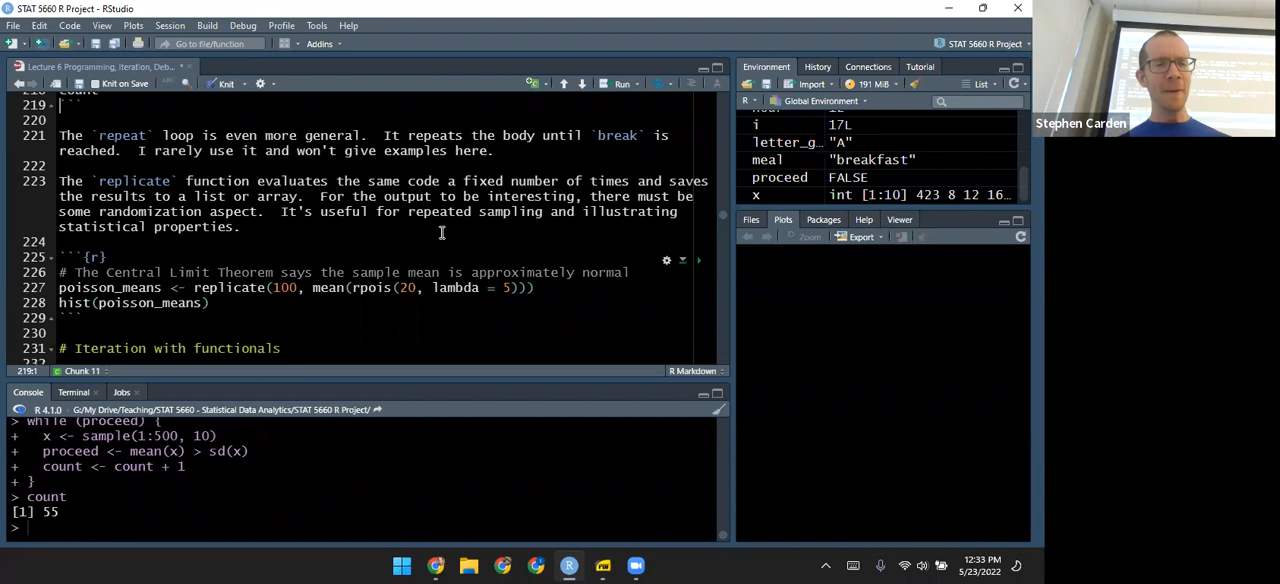 STAT 5660 R Project - RStudio
File Edit Code View Plots Session Build Debug Profile Tools Help
Go to file/function Addins STAT 5660 R Project
Lecture 6 Programming, Iteration, Deb...
Knit on Save Knit Run
219 ```
220
221 The `repeat` loop is even more general. It repeats the body until `break` is
reached. I rarely use it and won't give examples here.
222
223 The `replicate` function evaluates the same code a fixed number of times and saves
the results to a list or array. For the output to be interesting, there must be
some randomization aspect. It's useful for repeated sampling and illustrating
statistical properties.
224
225 ```{r}
226 # The Central Limit Theorem says the sample mean is approximately normal
227 poisson_means <- replicate(100, mean(rpois(20, lambda = 5)))
228 hist(poisson_means)
229 ```
230
231 # Iteration with functionals
219:1 Chunk 11 R Markdown
Console Terminal Jobs
R 4.1.0 · G:/My Drive/Teaching/STAT 5660 - Statistical Data Analytics/STAT 5660 R Project/
> while (proceed) {
+ x <- sample(1:500, 10)
+ proceed <- mean(x) > sd(x)
+ count <- count + 1
+ }
> count
[1] 55
>
Environment History Connections Tutorial
Import 191 MiB List
R Global Environment
i 17L
letter_g... "A"
meal "breakfast"
proceed FALSE
x int [1:10] 423 8 12 16...
Files Plots Packages Help Viewer
Zoom Export
Stephen Carden
12:33 PM
5/23/2022